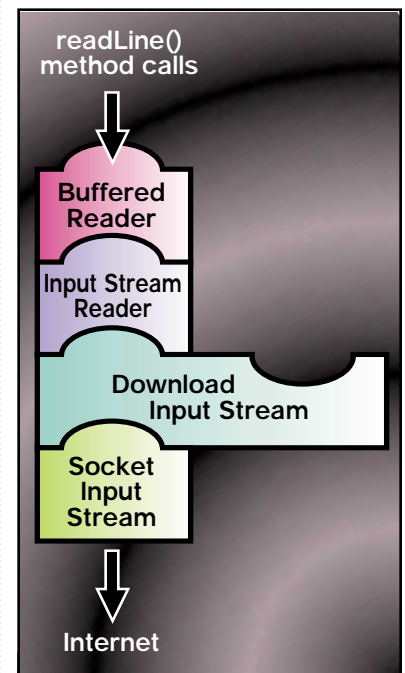 readLine()
method calls
Buffered
Reader
Input Stream
Reader
Download
Input Stream
Socket
Input
Stream
Internet